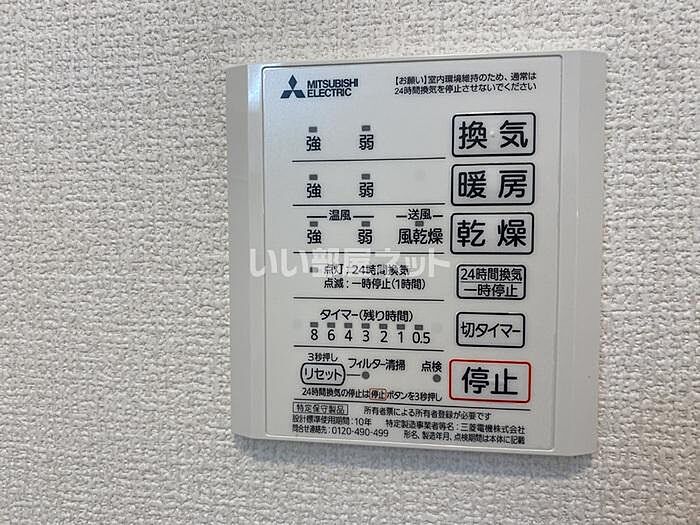 MITSUBISHI
ELECTRIC
【お願い】室内環境維持のため、通常は
24時間換気を停止させないでください
強 弱 換気
強 弱 暖房
温風 送風
強 弱 風乾燥 乾燥
点灯:24時間換気
点滅:一時停止(1時間)
24時間換気
一時停止
いい部屋ネット
タイマー(残り時間)
8 6 4 3 2 1 0.5
切タイマー
3秒押し
リセット フィルター清掃 点検
停止
24時間換気の停止は停止ボタンを3秒押し
特定保守製品 所有者票による所有者登録が必要です
設計標準使用期間:10年 特定製造事業者等名:三菱電機株式会社
問合せ連絡先:0120-490-499 形名、製造年月、点検期間は本体に記載